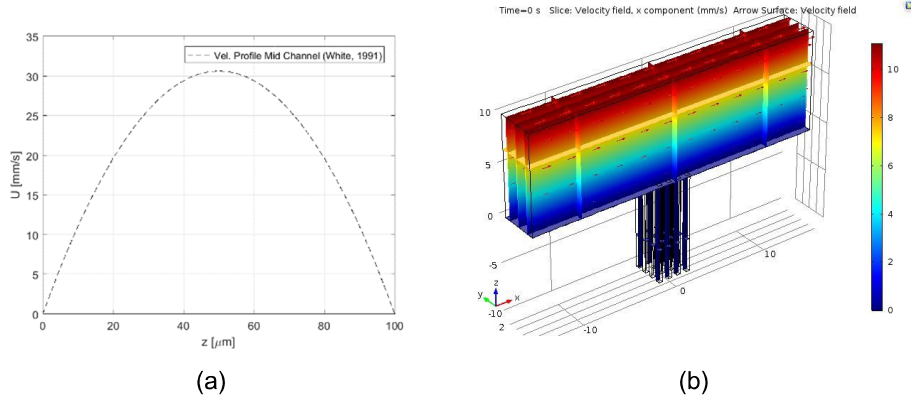 Time=0 s Slice: Velocity field, x component (mm/s) Arrow Surface: Velocity field
35
30
25
20
15
10
5
0
U [mm/s]
Vel. Profile Mid Channel (White, 1991)
0 20 40 60 80 100
z [μm]
10
5
0
-5
-10
2
-10
0
10
y z x
10
8
6
4
2
0
(a)
(b)